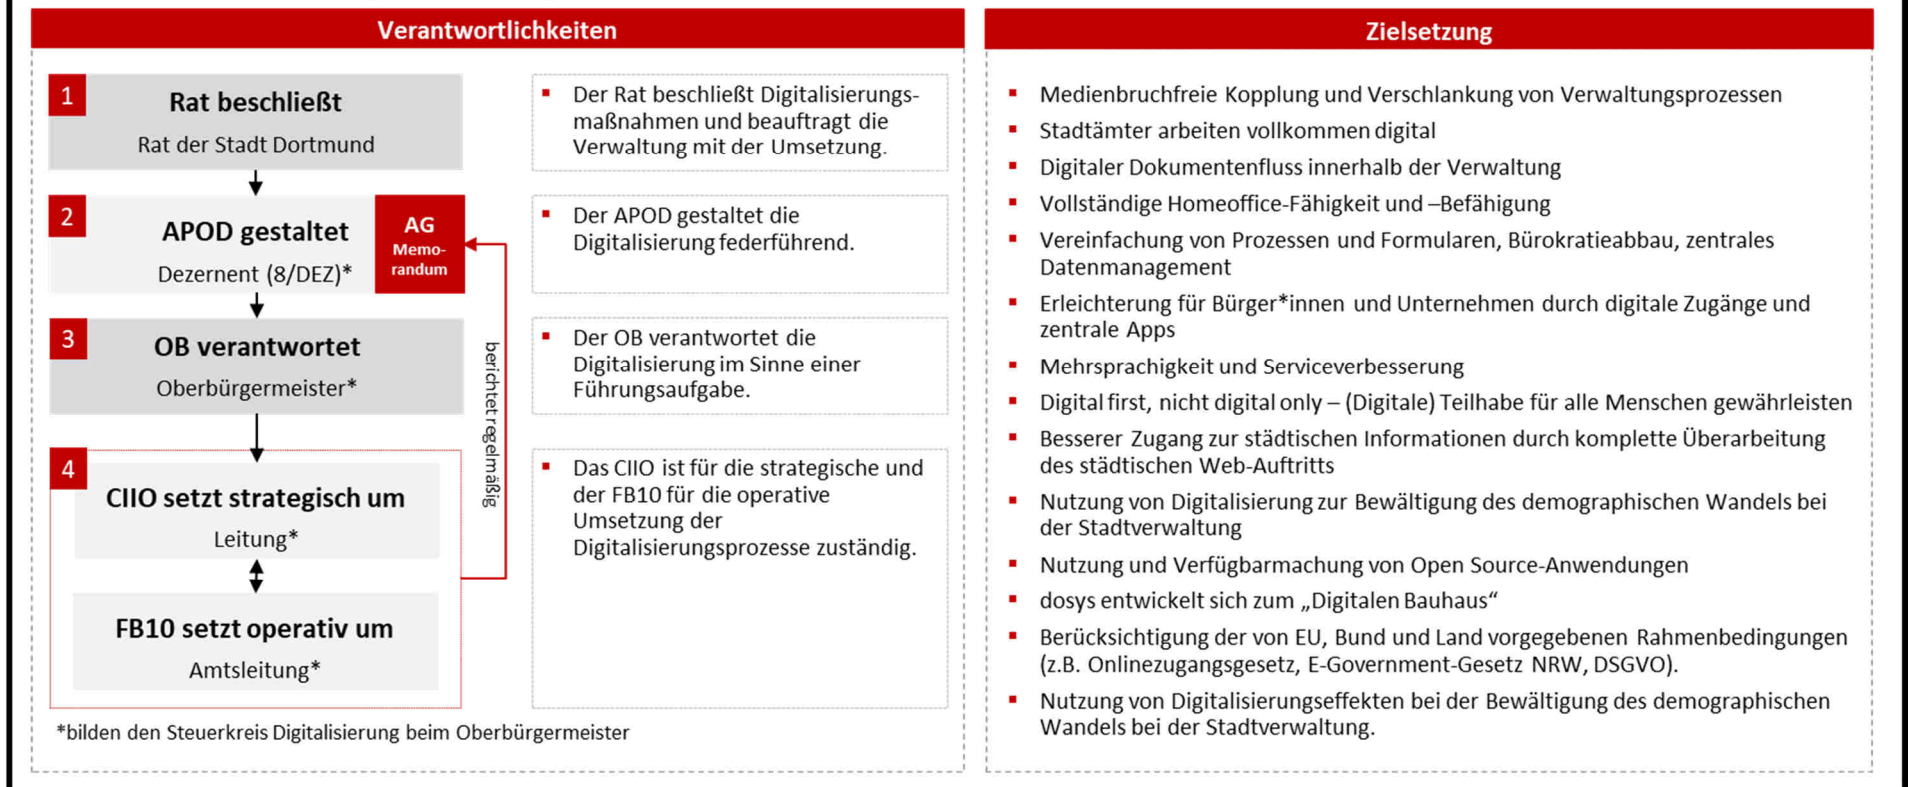 Verantwortlichkeiten
1
Rat beschließt
Rat der Stadt Dortmund
▪ Der Rat beschließt Digitalisierungs-
maßnahmen und beauftragt die
Verwaltung mit der Umsetzung.
2
APOD gestaltet
Dezernent (8/DEZ)*
AG
Memo-
randum
▪ Der APOD gestaltet die
Digitalisierung federführend.
3
OB verantwortet
Oberbürgermeister*
▪ Der OB verantwortet die
Digitalisierung im Sinne einer
Führungsaufgabe.
berichtet regelmäßig
4
CIIO setzt strategisch um
Leitung*
FB10 setzt operativ um
Amtsleitung*
▪ Das CIIO ist für die strategische und
der FB10 für die operative
Umsetzung der
Digitalisierungsprozesse zuständig.
*bilden den Steuerkreis Digitalisierung beim Oberbürgermeister
Zielsetzung
▪ Medienbruchfreie Kopplung und Verschlankung von Verwaltungsprozessen
▪ Stadtämter arbeiten vollkommen digital
▪ Digitaler Dokumentenfluss innerhalb der Verwaltung
▪ Vollständige Homeoffice-Fähigkeit und –Befähigung
▪ Vereinfachung von Prozessen und Formularen, Bürokratieabbau, zentrales
Datenmanagement
▪ Erleichterung für Bürger*innen und Unternehmen durch digitale Zugänge und
zentrale Apps
▪ Mehrsprachigkeit und Serviceverbesserung
▪ Digital first, nicht digital only – (Digitale) Teilhabe für alle Menschen gewährleisten
▪ Besserer Zugang zur städtischen Informationen durch komplette Überarbeitung
des städtischen Web-Auftritts
▪ Nutzung von Digitalisierung zur Bewältigung des demographischen Wandels bei
der Stadtverwaltung
▪ Nutzung und Verfügbarmachung von Open Source-Anwendungen
▪ dosys entwickelt sich zum „Digitalen Bauhaus“
▪ Berücksichtigung der von EU, Bund und Land vorgegebenen Rahmenbedingungen
(z.B. Onlinezugangsgesetz, E-Government-Gesetz NRW, DSGVO).
▪ Nutzung von Digitalisierungseffekten bei der Bewältigung des demographischen
Wandels bei der Stadtverwaltung.